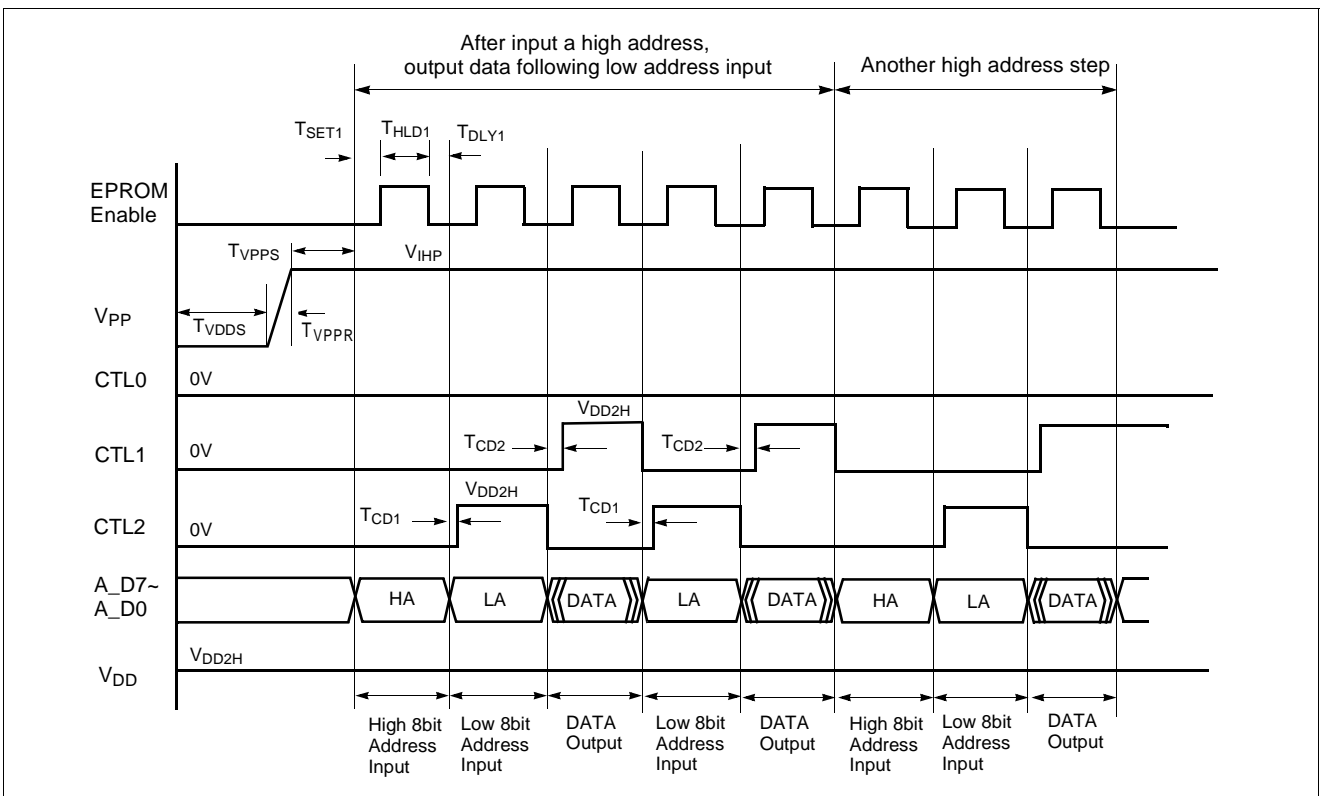 After input a high address,
output data following low address input
Another high address step
TSET1
THLD1
TDLY1
EPROM
Enable
TVPPS
VIHP
VPP
TVDDS
TVPPR
CTL0
0V
VDD2H
CTL1
0V
TCD2
TCD2
VDD2H
CTL2
0V
TCD1
TCD1
A_D7~
A_D0
HA
LA
DATA
LA
DATA
HA
LA
DATA
VDD2H
VDD
High 8bit
Address
Input
Low 8bit
Address
Input
DATA
Output
Low 8bit
Address
Input
DATA
Output
High 8bit
Address
Input
Low 8bit
Address
Input
DATA
Output